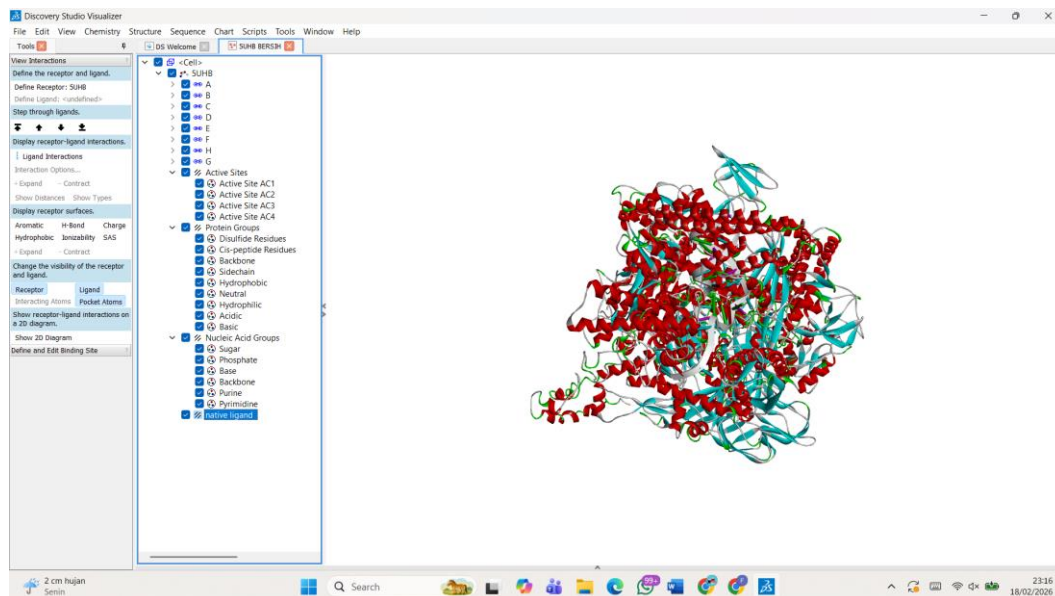 Discovery Studio Visualizer
File Edit View Chemistry Structure Sequence Chart Scripts Tools Window Help
Tools
DS Welcome
5UHB BERSIH
View Interactions
Define the receptor and ligand.
Define Receptor: 5UHB
Define Ligand: <undefined>
Step through ligands.
Display receptor-ligand interactions.
Ligand Interactions
Interaction Options...
+ Expand - Contract
Show Distances Show Types
Display receptor surfaces.
Aromatic H-Bond Charge
Hydrophobic Ionizability SAS
+ Expand - Contract
Change the visibility of the receptor
and ligand.
Receptor Ligand
Interacting Atoms Pocket Atoms
Show receptor-ligand interactions on
a 2D diagram.
Show 2D Diagram
Define and Edit Binding Site
<Cell>
5UHB
A
B
C
D
E
F
H
G
Active Sites
Active Site AC1
Active Site AC2
Active Site AC3
Active Site AC4
Protein Groups
Disulfide Residues
Cis-peptide Residues
Backbone
Sidechain
Hydrophobic
Neutral
Hydrophilic
Acidic
Basic
Nucleic Acid Groups
Sugar
Phosphate
Base
Backbone
Purine
Pyrimidine
native ligand
2 cm hujan
Senin
Search
99+
23:16
18/02/2026